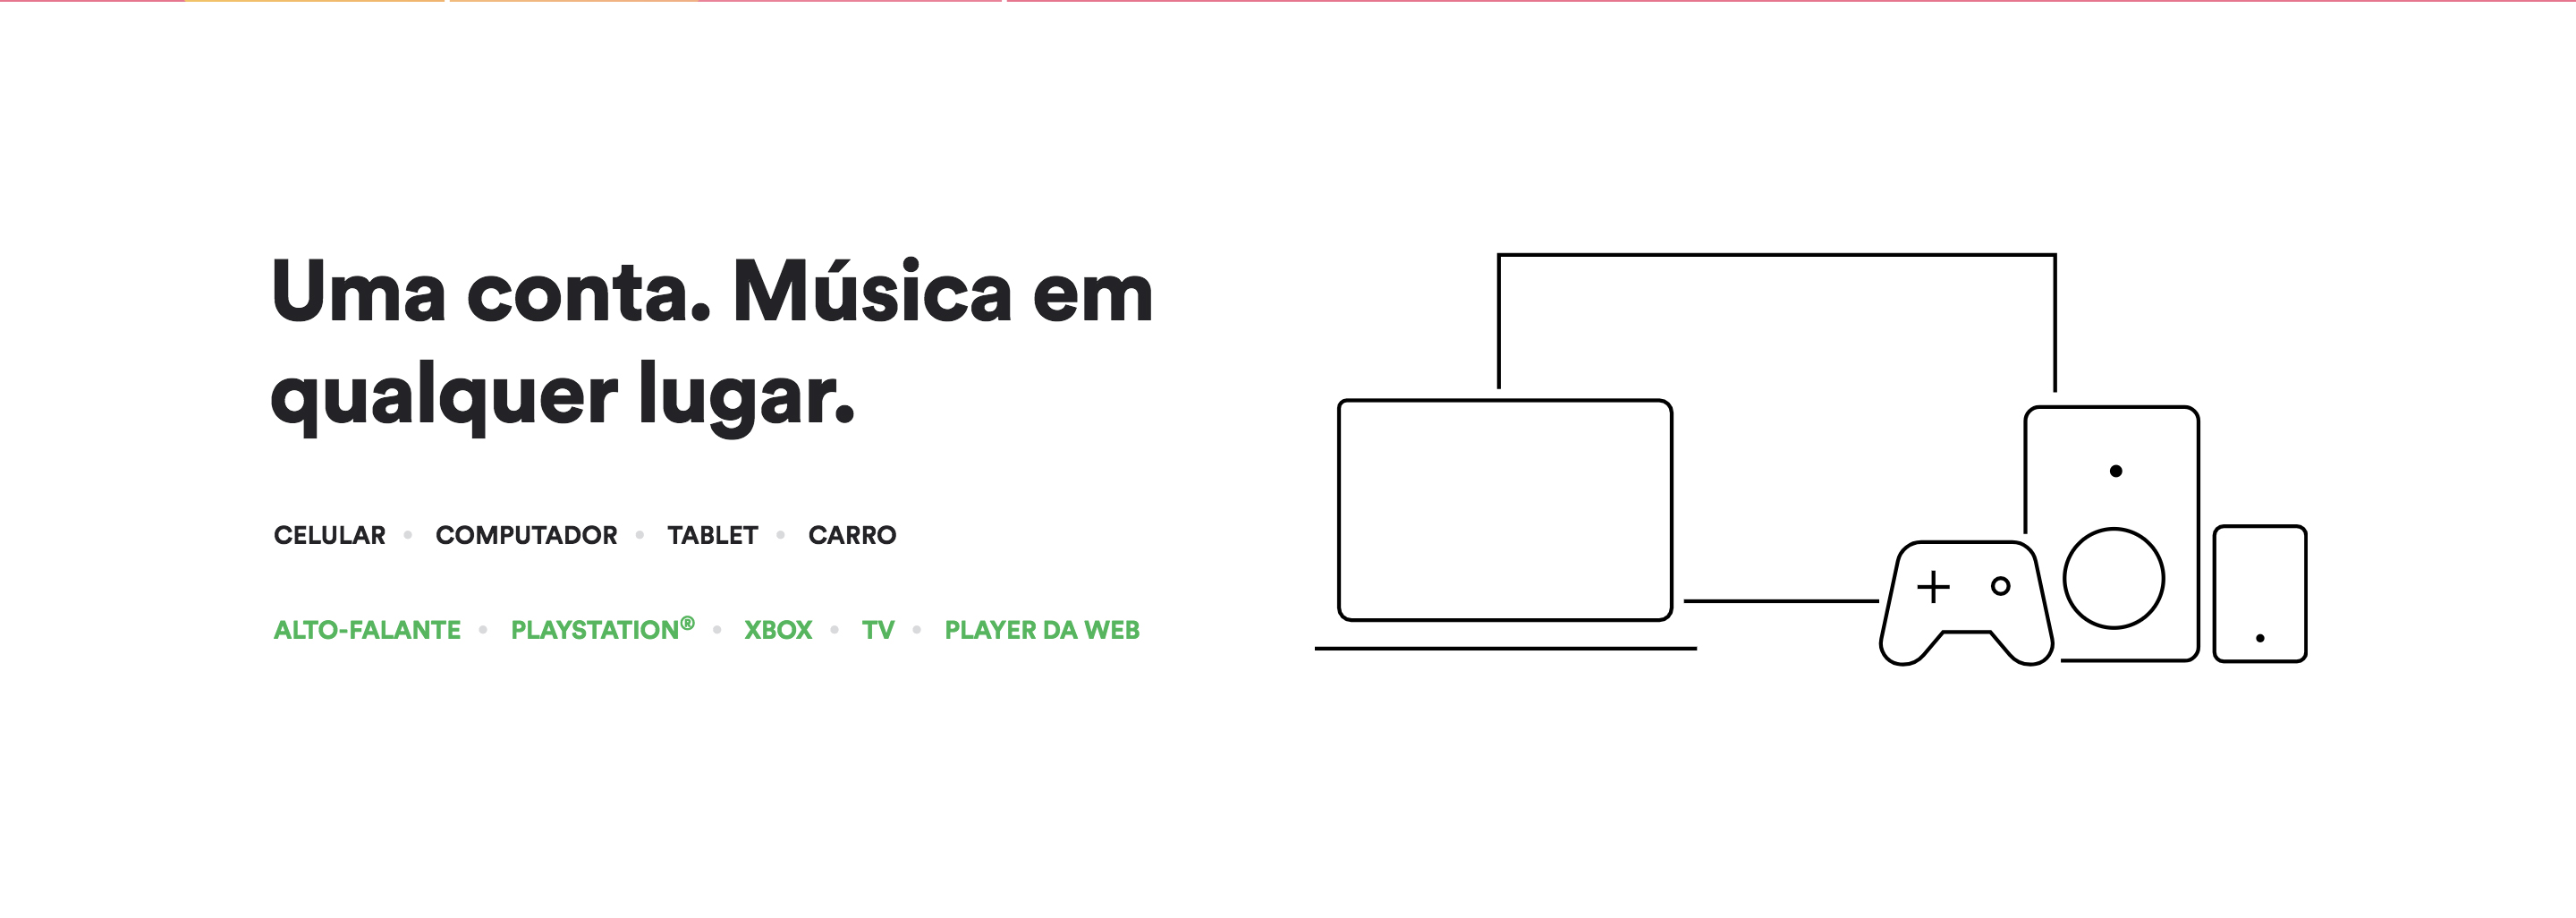 Uma conta. Música em
qualquer lugar.
CELULAR • COMPUTADOR • TABLET • CARRO
ALTO-FALANTE • PLAYSTATION® • XBOX • TV • PLAYER DA WEB